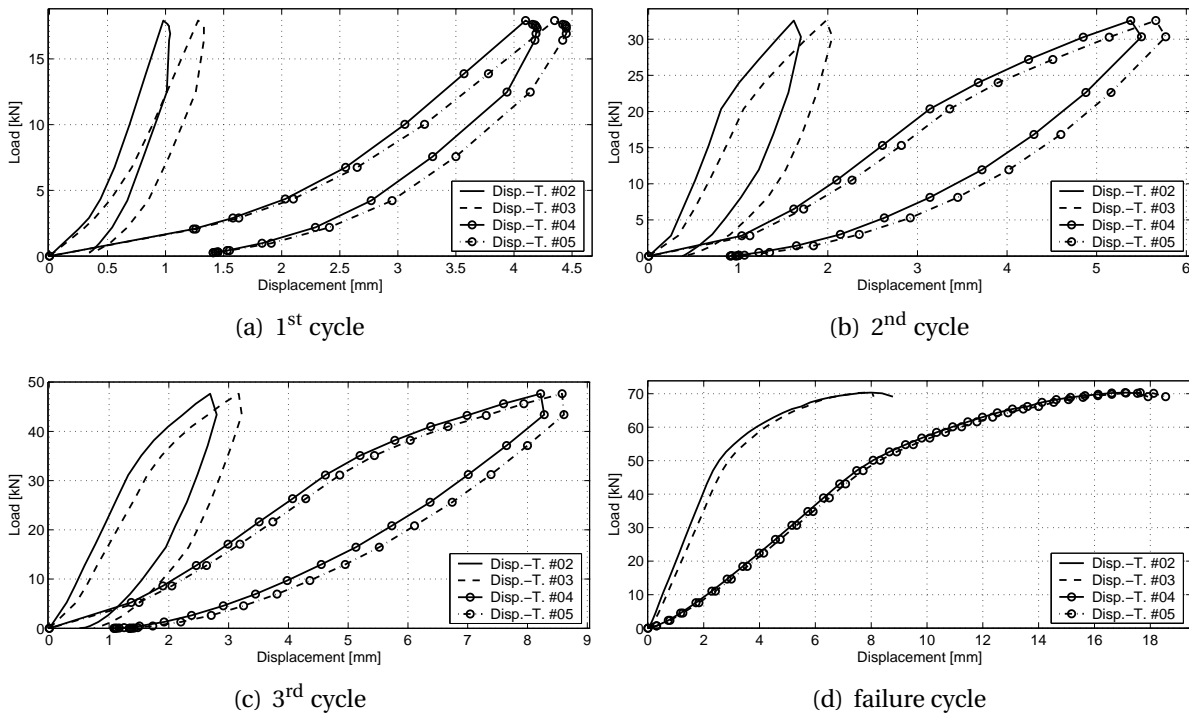 15
10
5
0
Load [kN]
0
0.5
1
1.5
2
2.5
3
3.5
4
4.5
Displacement [mm]
Disp.−T. #02
Disp.−T. #03
Disp.−T. #04
Disp.−T. #05
(a) 1st cycle
30
25
20
15
10
5
0
Load [kN]
0
1
2
3
4
5
6
Displacement [mm]
Disp.−T. #02
Disp.−T. #03
Disp.−T. #04
Disp.−T. #05
(b) 2nd cycle
50
40
30
20
10
0
Load [kN]
0
1
2
3
4
5
6
7
8
9
Displacement [mm]
Disp.−T. #02
Disp.−T. #03
Disp.−T. #04
Disp.−T. #05
(c) 3rd cycle
70
60
50
40
30
20
10
0
Load [kN]
0
2
4
6
8
10
12
14
16
18
Displacement [mm]
Disp.−T. #02
Disp.−T. #03
Disp.−T. #04
Disp.−T. #05
(d) failure cycle